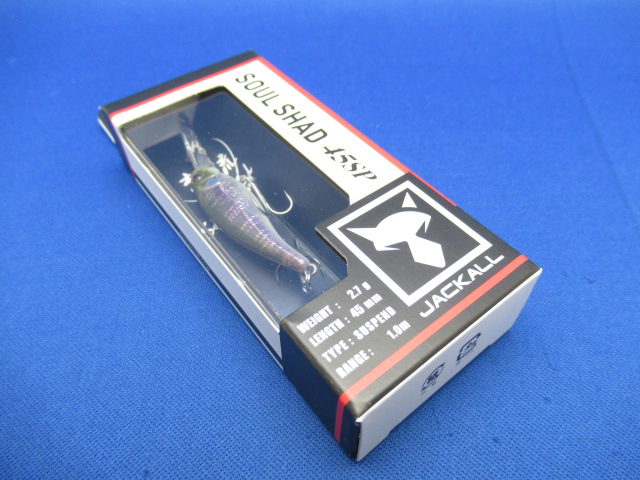 SOUL SHAD 45SP
JACKALL
WEIGHT : 2.7 g
LENGTH : 45 mm
TYPE : SUSPEND
RANGE : 1.0m